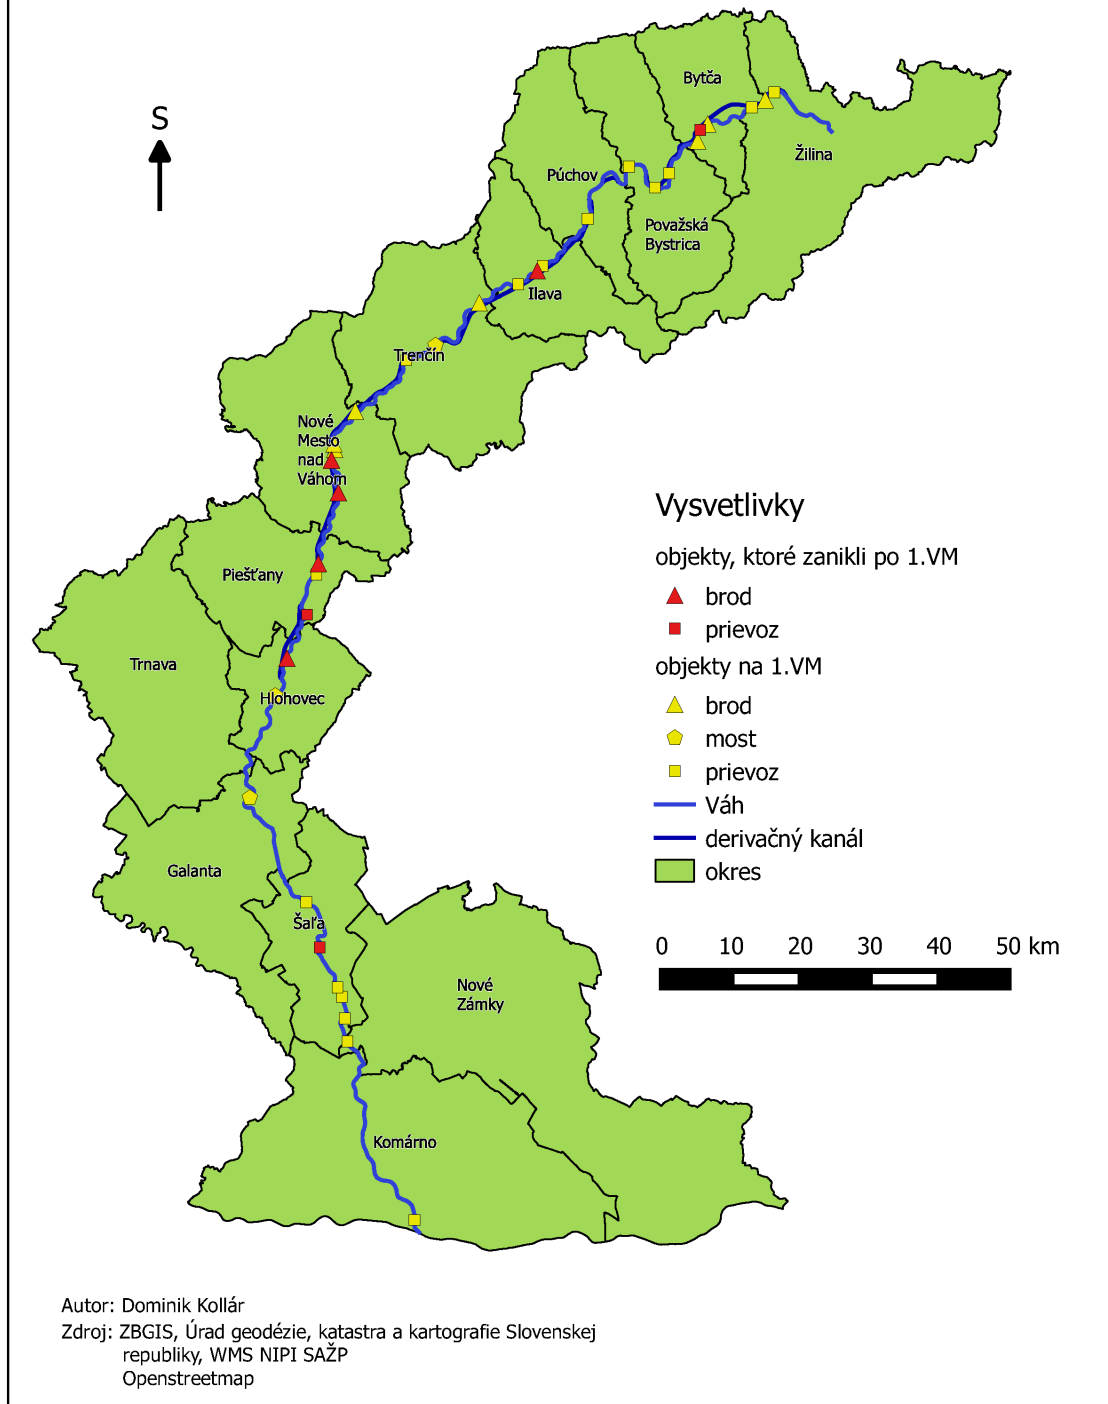 S
Bytča
Žilina
Púchov
Považská
Bystrica
Ilava
Trenčín
Nové
Mesto
nad
Váhom
Piešťany
Trnava
Hlohovec
Galanta
Šaľa
Nové
Zámky
Komárno
Vysvetlivky
objekty, ktoré zanikli po 1.VM
brod
prievoz
objekty na 1.VM
brod
most
prievoz
Váh
derivačný kanál
okres
0 10 20 30 40 50 km
Autor: Dominik Kollár
Zdroj: ZBGIS, Úrad geodézie, katastra a kartografie Slovenskej
republiky, WMS NIPI SAŽP
Openstreetmap